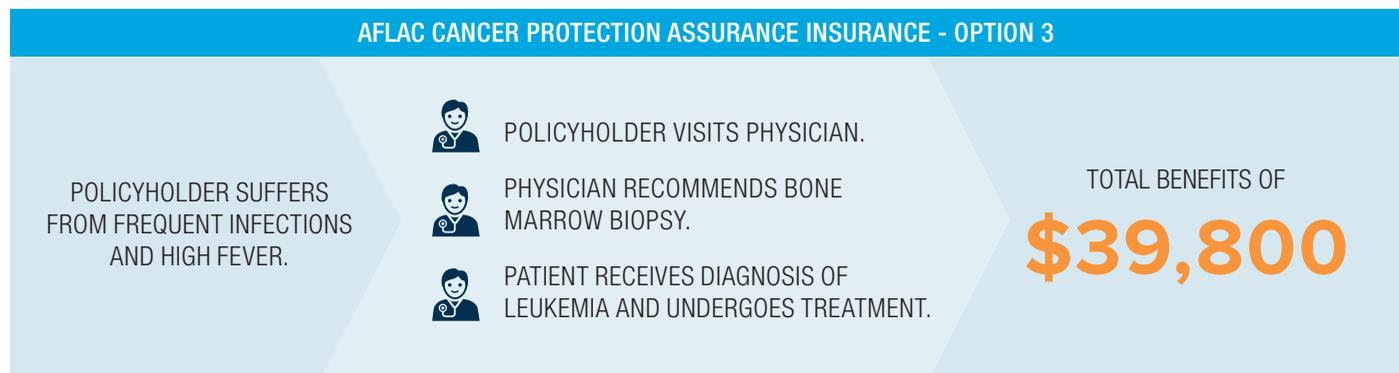 AFLAC CANCER PROTECTION ASSURANCE INSURANCE - OPTION 3
POLICYHOLDER SUFFERS
FROM FREQUENT INFECTIONS
AND HIGH FEVER.
POLICYHOLDER VISITS PHYSICIAN.
PHYSICIAN RECOMMENDS BONE
MARROW BIOPSY.
PATIENT RECEIVES DIAGNOSIS OF
LEUKEMIA AND UNDERGOES TREATMENT.
TOTAL BENEFITS OF
$39,800